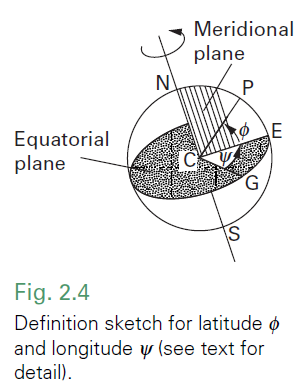 Meridional
plane
N
P
Equatorial
plane
ϕ
E
C
ψ
G
S
Fig. 2.4
Definition sketch for latitude ϕ
and longitude ψ (see text for
detail).